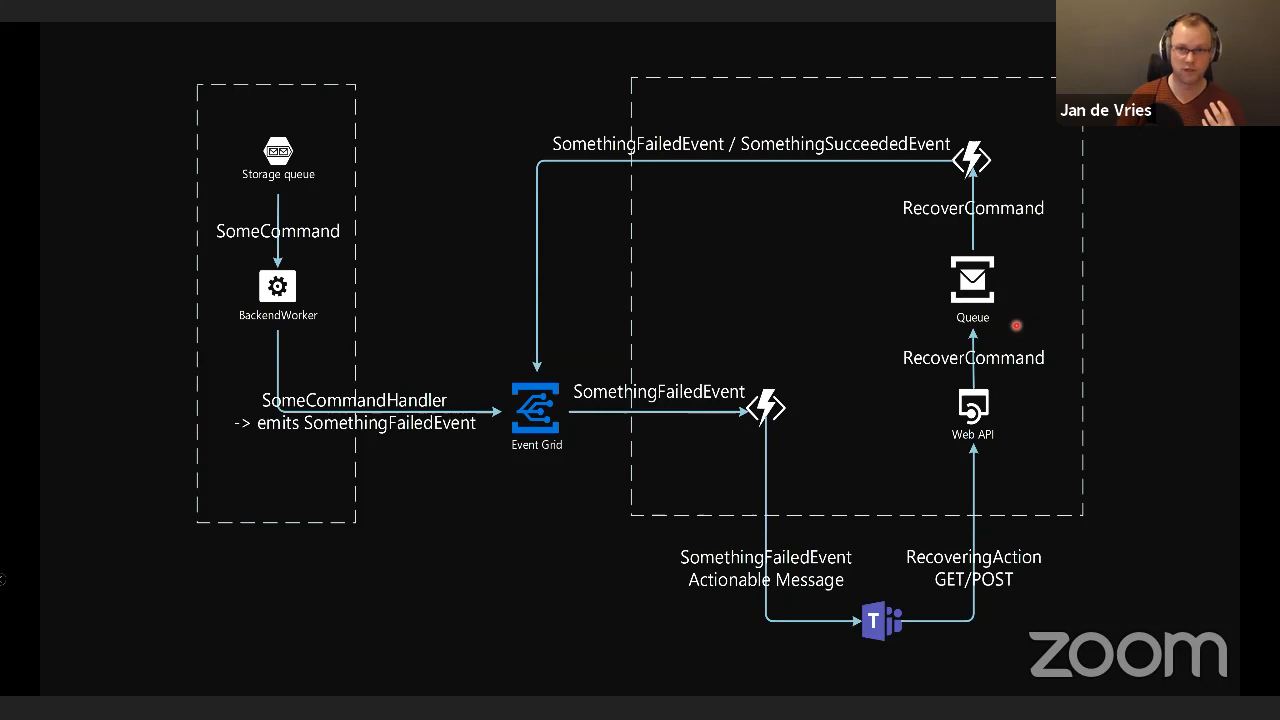 Jan de Vries
SomethingFailedEvent / SomethingSucceededEvent
Storage queue
RecoverCommand
SomeCommand
BackendWorker
Queue
RecoverCommand
SomethingFailedEvent
SomeCommandHandler
-> emits SomethingFailedEvent
Web API
Event Grid
SomethingFailedEvent
Actionable Message
RecoveringAction
GET/POST
T
zoom